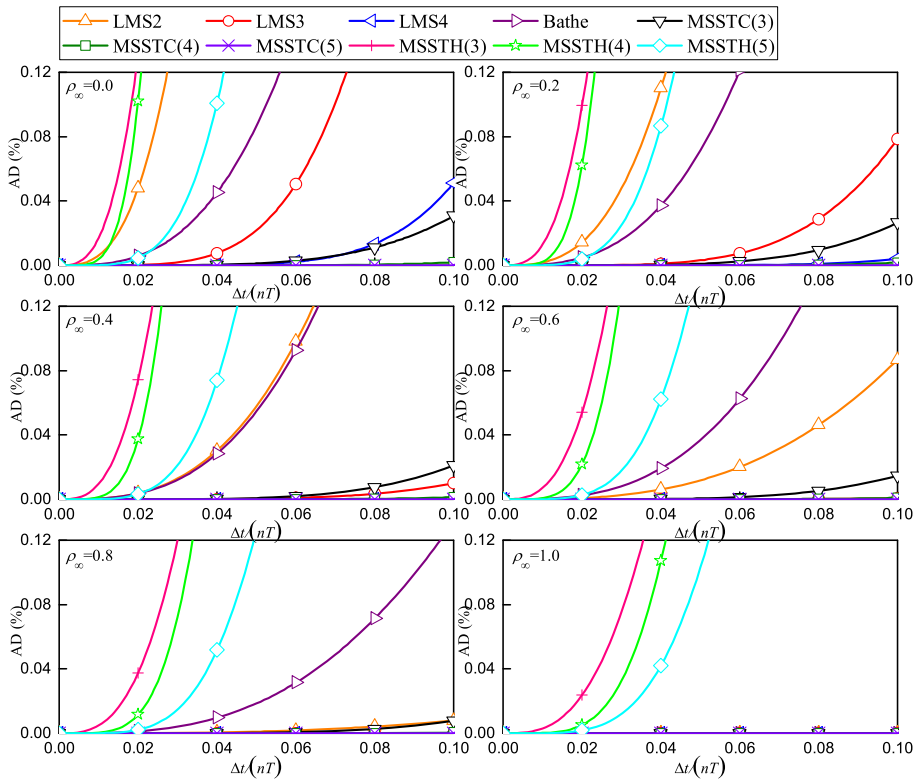 LMS2 LMS3 LMS4 Bathe MSSTC(3)
MSSTC(4) MSSTC(5) MSSTH(3) MSSTH(4) MSSTH(5)
ρ∞=0.0
AD (%)
0.12
0.08
0.04
0.00
0.00 0.02 0.04 0.06 0.08 0.10
Δt/(nT)
ρ∞=0.2
AD (%)
0.12
0.08
0.04
0.00
0.00 0.02 0.04 0.06 0.08 0.10
Δt/(nT)
ρ∞=0.4
AD (%)
0.12
0.08
0.04
0.00
0.00 0.02 0.04 0.06 0.08 0.10
Δt/(nT)
ρ∞=0.6
AD (%)
0.12
0.08
0.04
0.00
0.00 0.02 0.04 0.06 0.08 0.10
Δt/(nT)
ρ∞=0.8
AD (%)
0.12
0.08
0.04
0.00
0.00 0.02 0.04 0.06 0.08 0.10
Δt/(nT)
ρ∞=1.0
AD (%)
0.12
0.08
0.04
0.00
0.00 0.02 0.04 0.06 0.08 0.10
Δt/(nT)